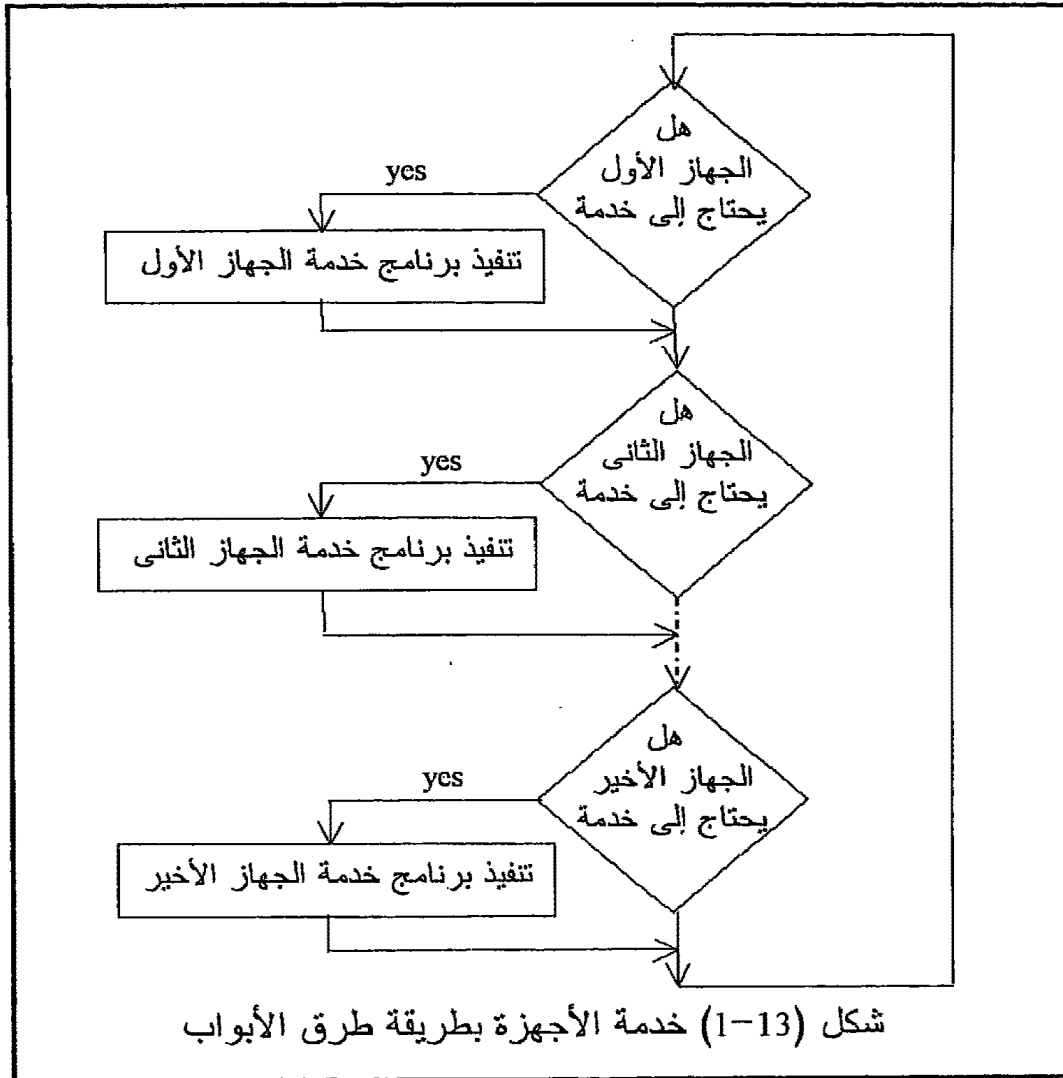 هل
الجهاز الأول
يحتاج إلى خدمة
yes
تنفيذ برنامج خدمة الجهاز الأول
هل
الجهاز الثانى
يحتاج إلى خدمة
yes
تنفيذ برنامج خدمة الجهاز الثانى
هل
الجهاز الأخير
يحتاج إلى خدمة
yes
تنفيذ برنامج خدمة الجهاز الأخير
شكل (13-1) خدمة الأجهزة بطريقة طرق الأبواب